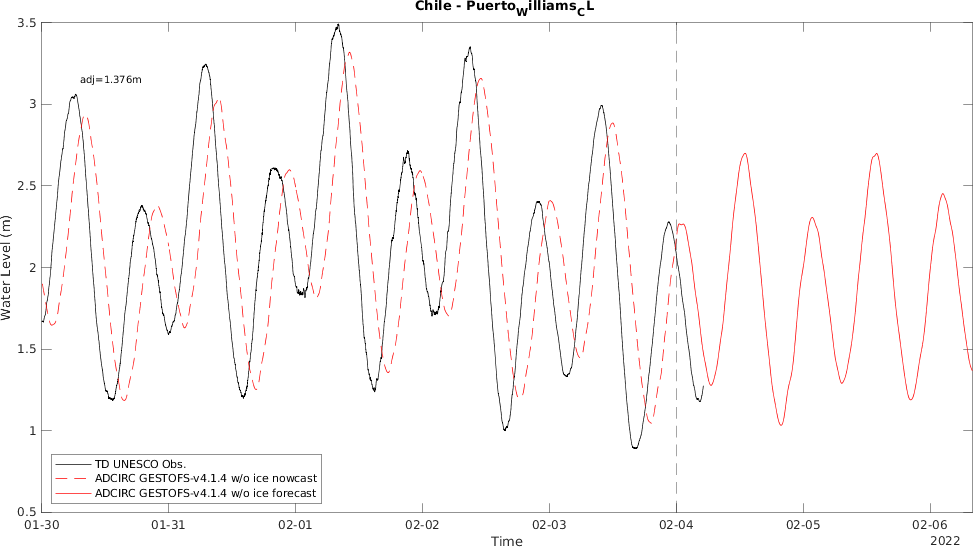 Chile - PuertoWilliamsCL
adj=1.376m
3.5
3
2.5
2
1.5
1
0.5
Water Level (m)
TD UNESCO Obs.
ADCIRC GESTOFS-v4.1.4 w/o ice nowcast
ADCIRC GESTOFS-v4.1.4 w/o ice forecast
01-30 01-31 02-01 02-02 02-03 02-04 02-05 02-06
Time
2022